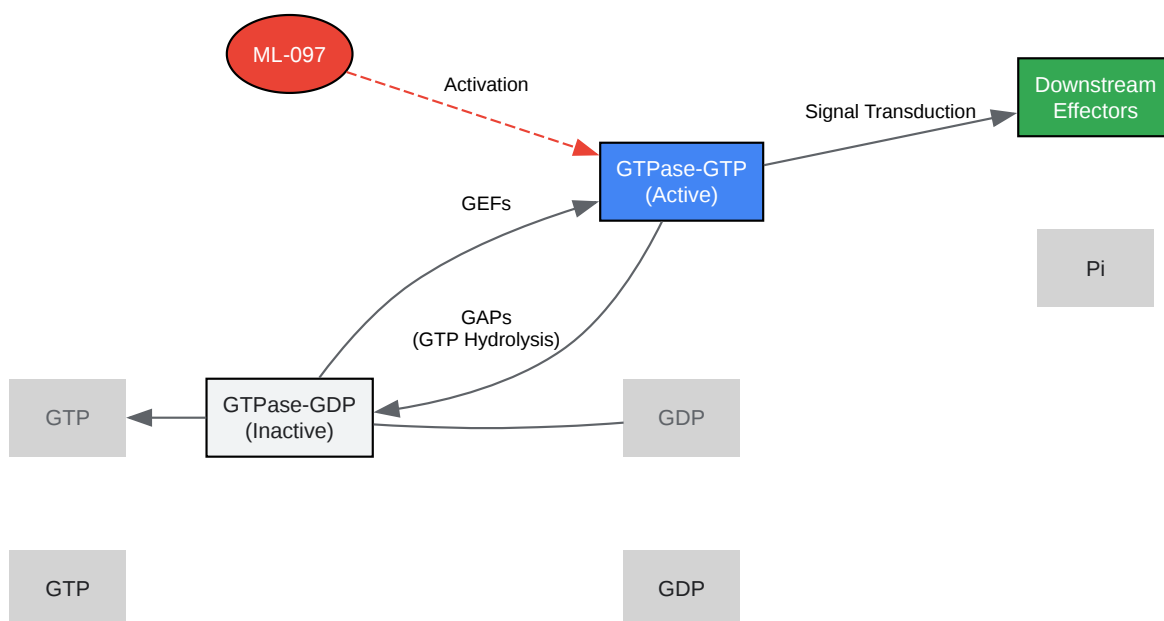 ML-097
Activation
Downstream
Effectors
Signal Transduction
GTPase-GTP
(Active)
GEFs
Pi
GAPs
(GTP Hydrolysis)
GTP
GTPase-GDP
(Inactive)
GDP
GTP
GDP